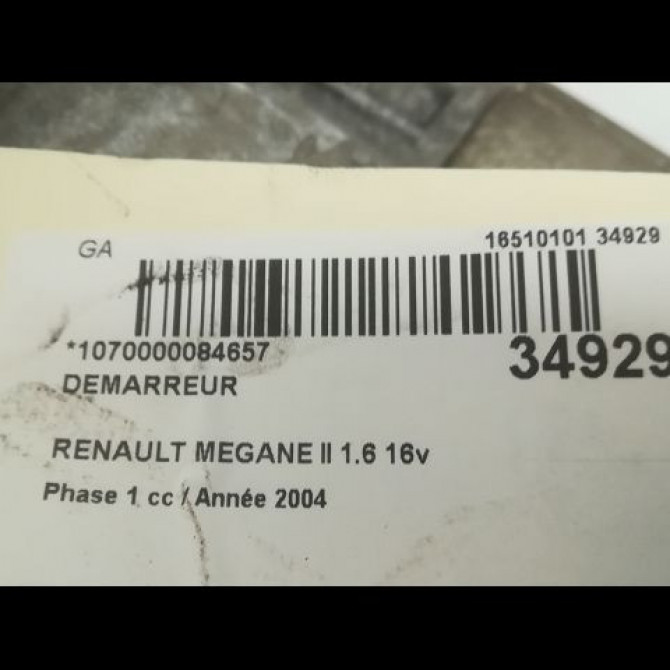 GA
16510101 34929
*1070000084657
34929
DEMARREUR
RENAULT MEGANE II 1.6 16v
Phase 1 cc / Année 2004